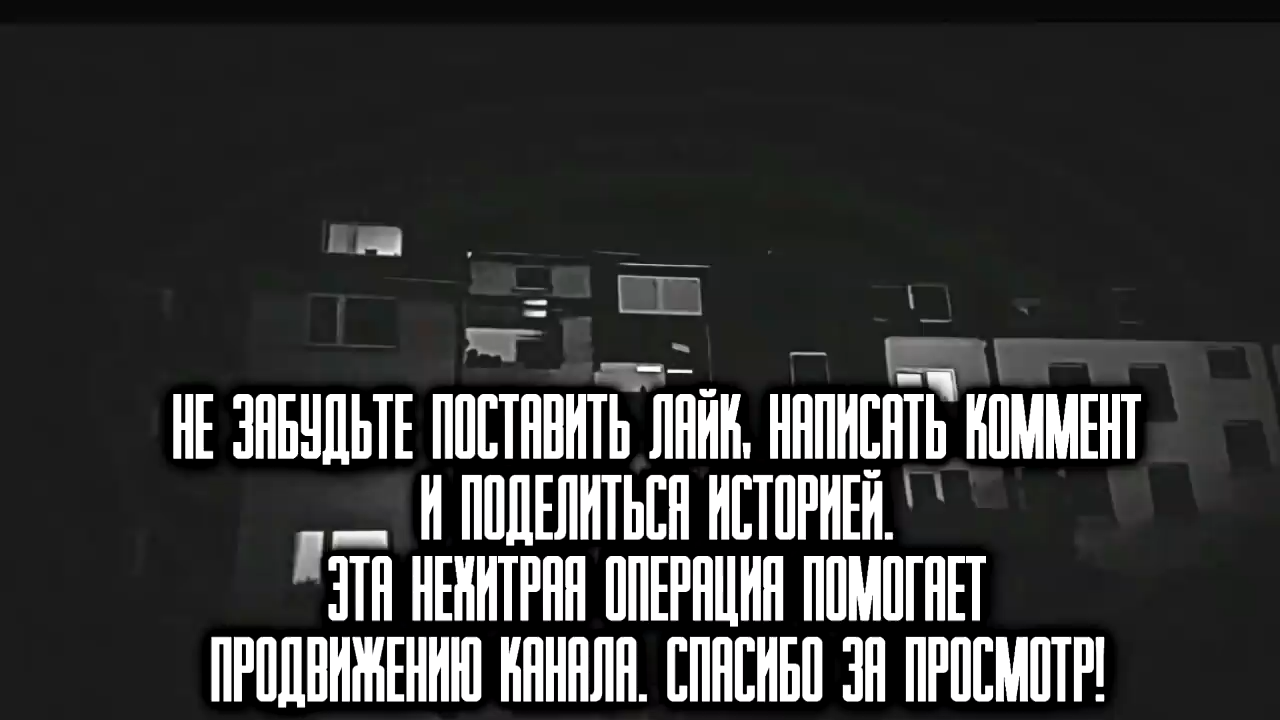 НЕ ЗАБУДЬТЕ ПОСТАВИТЬ ЛАЙК, НАПИСАТЬ КОММЕНТ
И ПОДЕЛИТЬСЯ ИСТОРИЕЙ.
ЭТА НЕХИТРАЯ ОПЕРАЦИЯ ПОМОГАЕТ
ПРОДВИЖЕНИЮ КАНАЛА. СПАСИБО ЗА ПРОСМОТР!